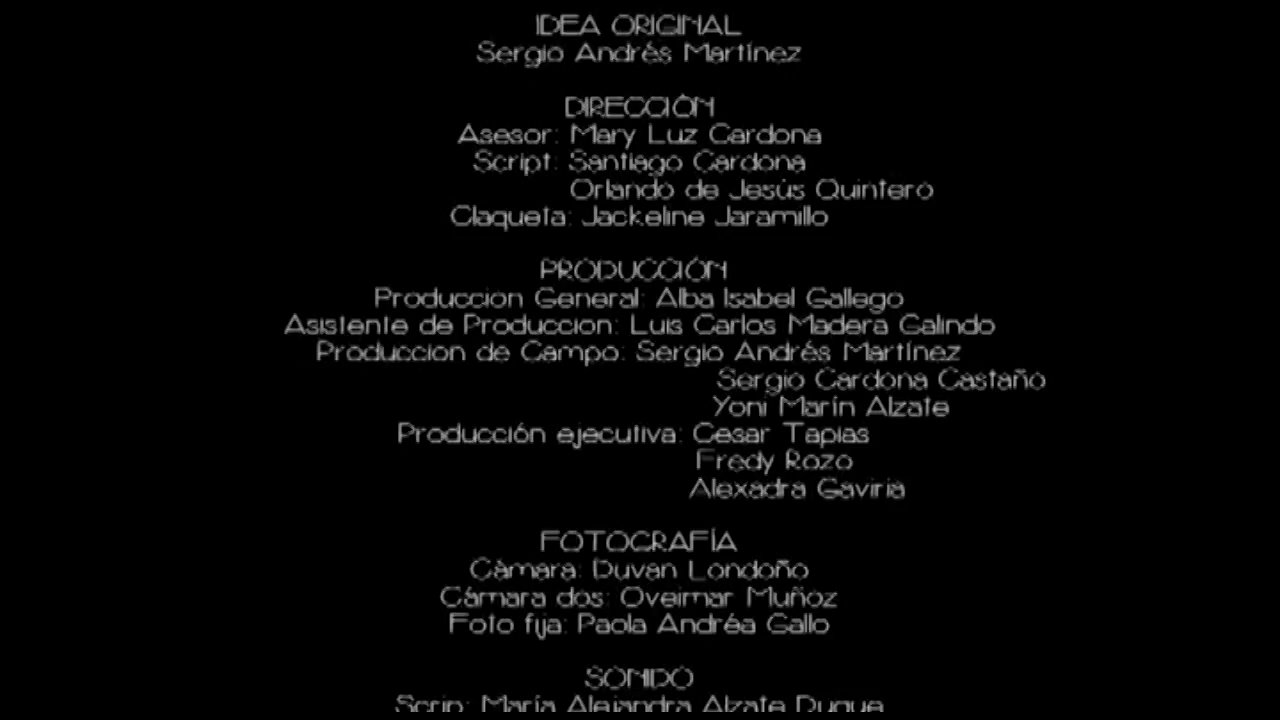 IDEA ORIGINAL
Sergio Andrés Martínez
DIRECCIÓN
Asesor: Mary Luz Cardona
Script: Santiago Cardona
Orlando de Jesús Quintero
Claqueta: Jackeline Jaramillo
PRODUCCIÓN
Produccion General: Alba Isabel Gallego
Asistente de Produccion: Luis Carlos Madera Galindo
Produccion de Campo: Sergio Andrés Martínez
Sergio Cardona Castaño
Yoni Marín Alzate
Producción ejecutiva: Cesar Tapias
Fredy Rozo
Alexadra Gaviria
FOTOGRAFÍA
Cámara: Duvan Londoño
Cámara dos: Oveimar Muñoz
Foto fija: Paola Andréa Gallo
SONIDO
Scrip: María Alejandra Alzate Duque